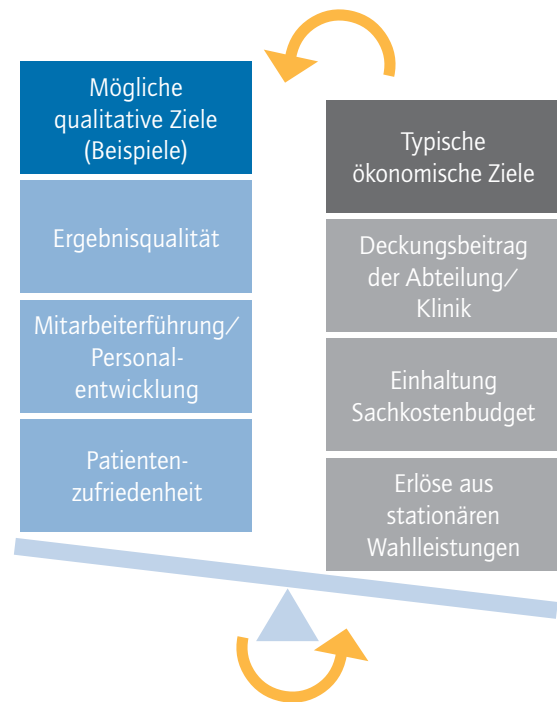 Mögliche
qualitative Ziele
(Beispiele)
Ergebnisqualität
Mitarbeiterführung/
Personal-
entwicklung
Patienten-
zufriedenheit
Typische
ökonomische Ziele
Deckungsbeitrag
der Abteilung/
Klinik
Einhaltung
Sachkostenbudget
Erlöse aus
stationären
Wahlleistungen